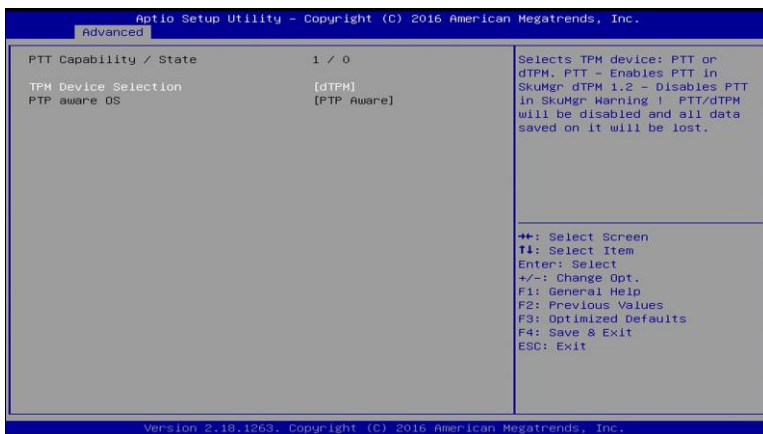 Aptio Setup Utility – Copyright (C) 2016 American Megatrends, Inc.
Advanced
PTT Capability / State 1 / 0
TPM Device Selection [dTPM]
PTP aware OS [PTP Aware]
Selects TPM device: PTT or
dTPM. PTT - Enables PTT in
SkuMgr dTPM 1.2 - Disables PTT
in SkuMgr Warning ! PTT/dTPM
will be disabled and all data
saved on it will be lost.
→←: Select Screen
↑↓: Select Item
Enter: Select
+/-: Change Opt.
F1: General Help
F2: Previous Values
F3: Optimized Defaults
F4: Save & Exit
ESC: Exit
Version 2.18.1263. Copyright (C) 2016 American Megatrends, Inc.